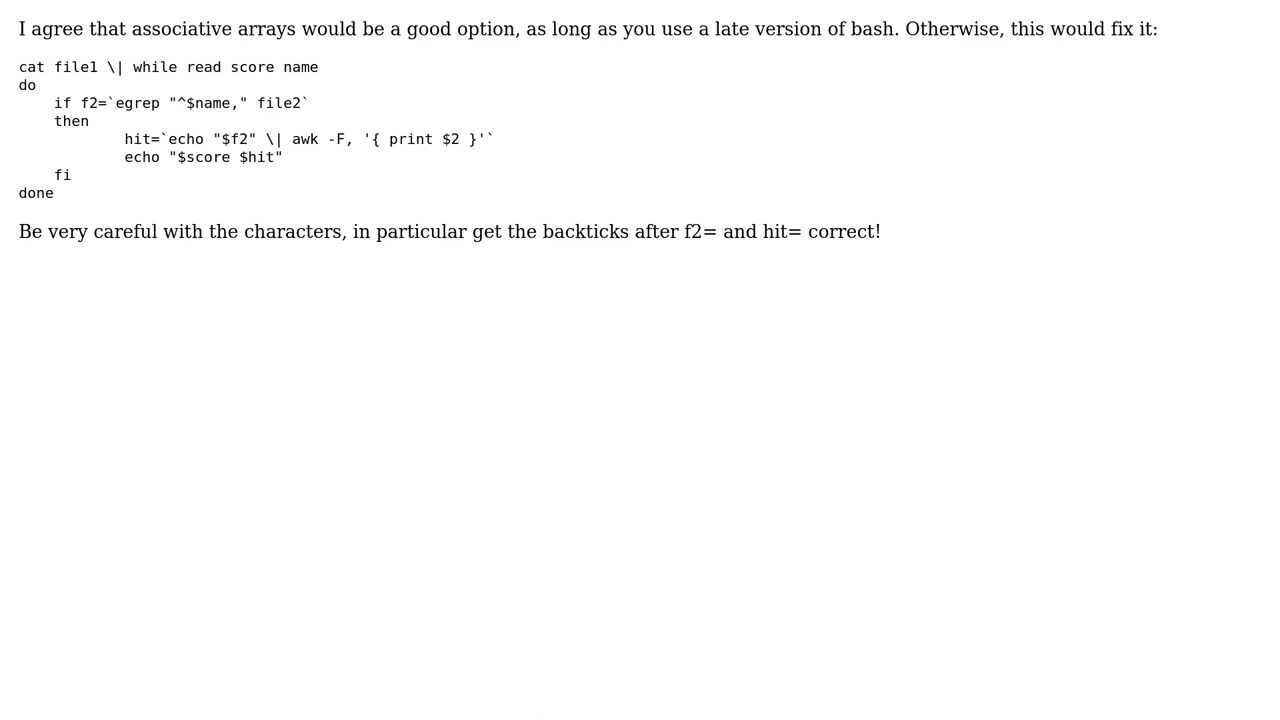 I agree that associative arrays would be a good option, as long as you use a late version of bash. Otherwise, this would fix it:
cat file1 \| while read score name
do
    if f2=`egrep "^$name," file2`
    then
            hit=`echo "$f2" \| awk -F, '{ print $2 }'`
            echo "$score $hit"
    fi
done
Be very careful with the characters, in particular get the backticks after f2= and hit= correct!